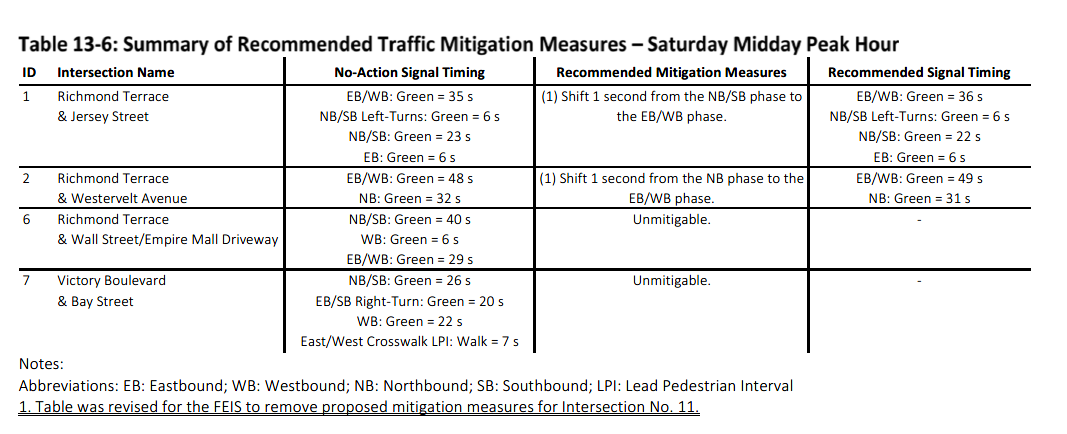 Table 13-6: Summary of Recommended Traffic Mitigation Measures – Saturday Midday Peak Hour
ID Intersection Name No-Action Signal Timing Recommended Mitigation Measures Recommended Signal Timing
1 Richmond Terrace EB/WB: Green = 35 s (1) Shift 1 second from the NB/SB phase to EB/WB: Green = 36 s
& Jersey Street NB/SB Left-Turns: Green = 6 s the EB/WB phase. NB/SB Left-Turns: Green = 6 s
NB/SB: Green = 23 s NB/SB: Green = 22 s
EB: Green = 6 s EB: Green = 6 s
2 Richmond Terrace EB/WB: Green = 48 s (1) Shift 1 second from the NB phase to the EB/WB: Green = 49 s
& Westervelt Avenue NB: Green = 32 s EB/WB phase. NB: Green = 31 s
6 Richmond Terrace NB/SB: Green = 40 s Unmitigable. -
& Wall Street/Empire Mall Driveway WB: Green = 6 s
EB/WB: Green = 29 s
7 Victory Boulevard NB/SB: Green = 26 s Unmitigable. -
& Bay Street EB/SB Right-Turn: Green = 20 s
WB: Green = 22 s
East/West Crosswalk LPI: Walk = 7 s
Notes:
Abbreviations: EB: Eastbound; WB: Westbound; NB: Northbound; SB: Southbound; LPI: Lead Pedestrian Interval
1. Table was revised for the FEIS to remove proposed mitigation measures for Intersection No. 11.